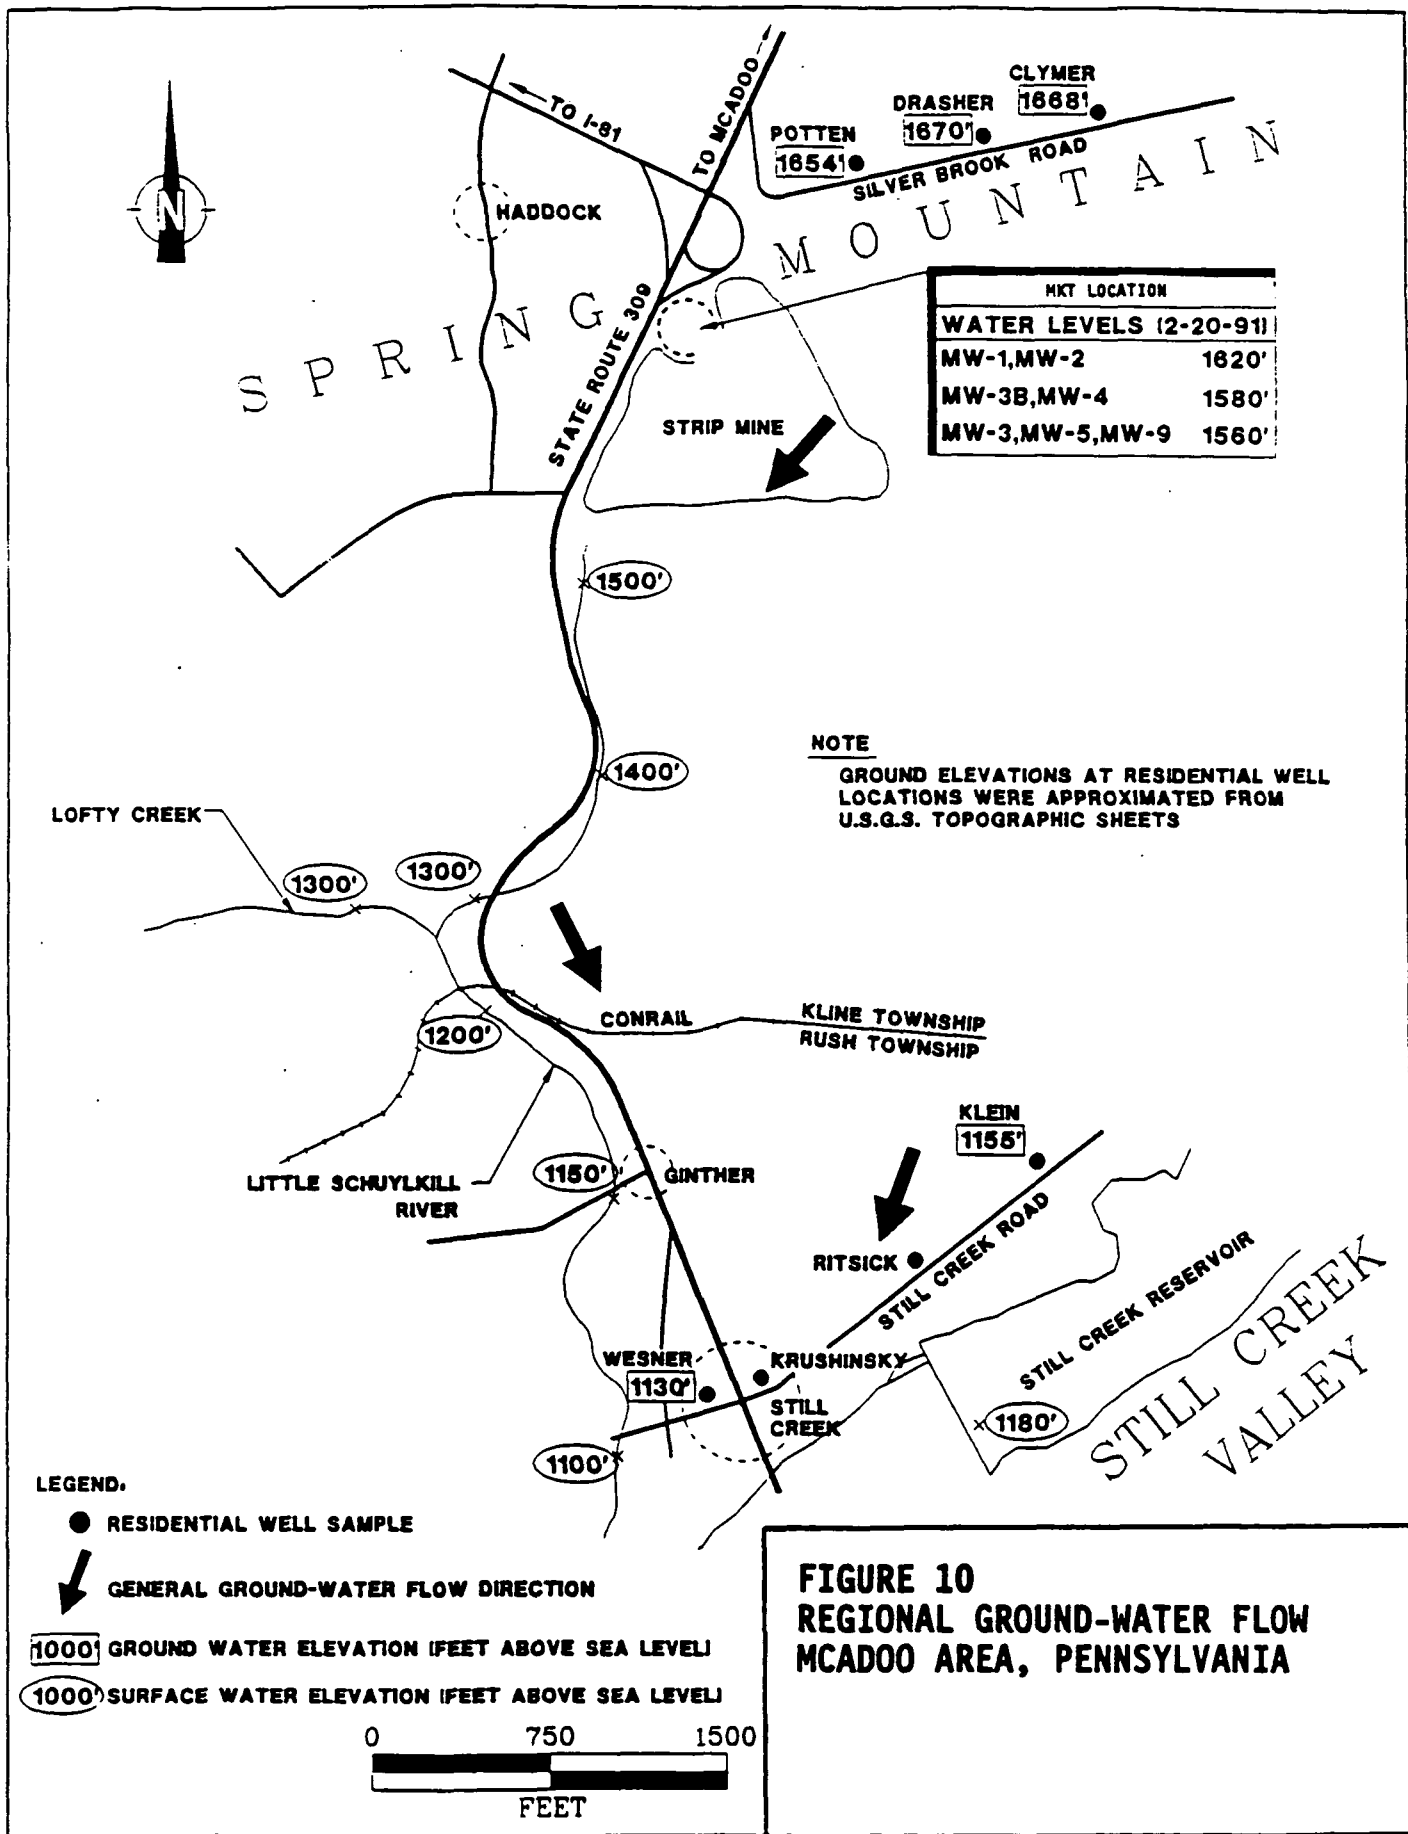 TO I-81
TO MCADOO
CLYMER
1668'
DRASHER
1670'
POTTEN
1654'
SILVER BROOK ROAD
N
HADDOCK
SPRING MOUNTAIN
STATE ROUTE 309
MKT LOCATION
WATER LEVELS (2-20-91)
MW-1,MW-2 1620'
MW-3B,MW-4 1580'
MW-3,MW-5,MW-9 1560'
STRIP MINE
1500'
1400'
NOTE
GROUND ELEVATIONS AT RESIDENTIAL WELL
LOCATIONS WERE APPROXIMATED FROM
U.S.G.S. TOPOGRAPHIC SHEETS
LOFTY CREEK
1300'
1300'
CONRAIL
KLINE TOWNSHIP
RUSH TOWNSHIP
1200'
KLEIN
1155'
LITTLE SCHUYLKILL
RIVER
1150'
GINTHER
RITSICK
STILL CREEK ROAD
STILL CREEK RESERVOIR
STILL CREEK
VALLEY
WESNER
1130'
KRUSHINSKY
STILL
CREEK
1180'
1100'
LEGEND.
RESIDENTIAL WELL SAMPLE
GENERAL GROUND-WATER FLOW DIRECTION
1000' GROUND WATER ELEVATION (FEET ABOVE SEA LEVEL)
1000' SURFACE WATER ELEVATION (FEET ABOVE SEA LEVEL)
0 750 1500
FEET
FIGURE 10
REGIONAL GROUND-WATER FLOW
MCADOO AREA, PENNSYLVANIA